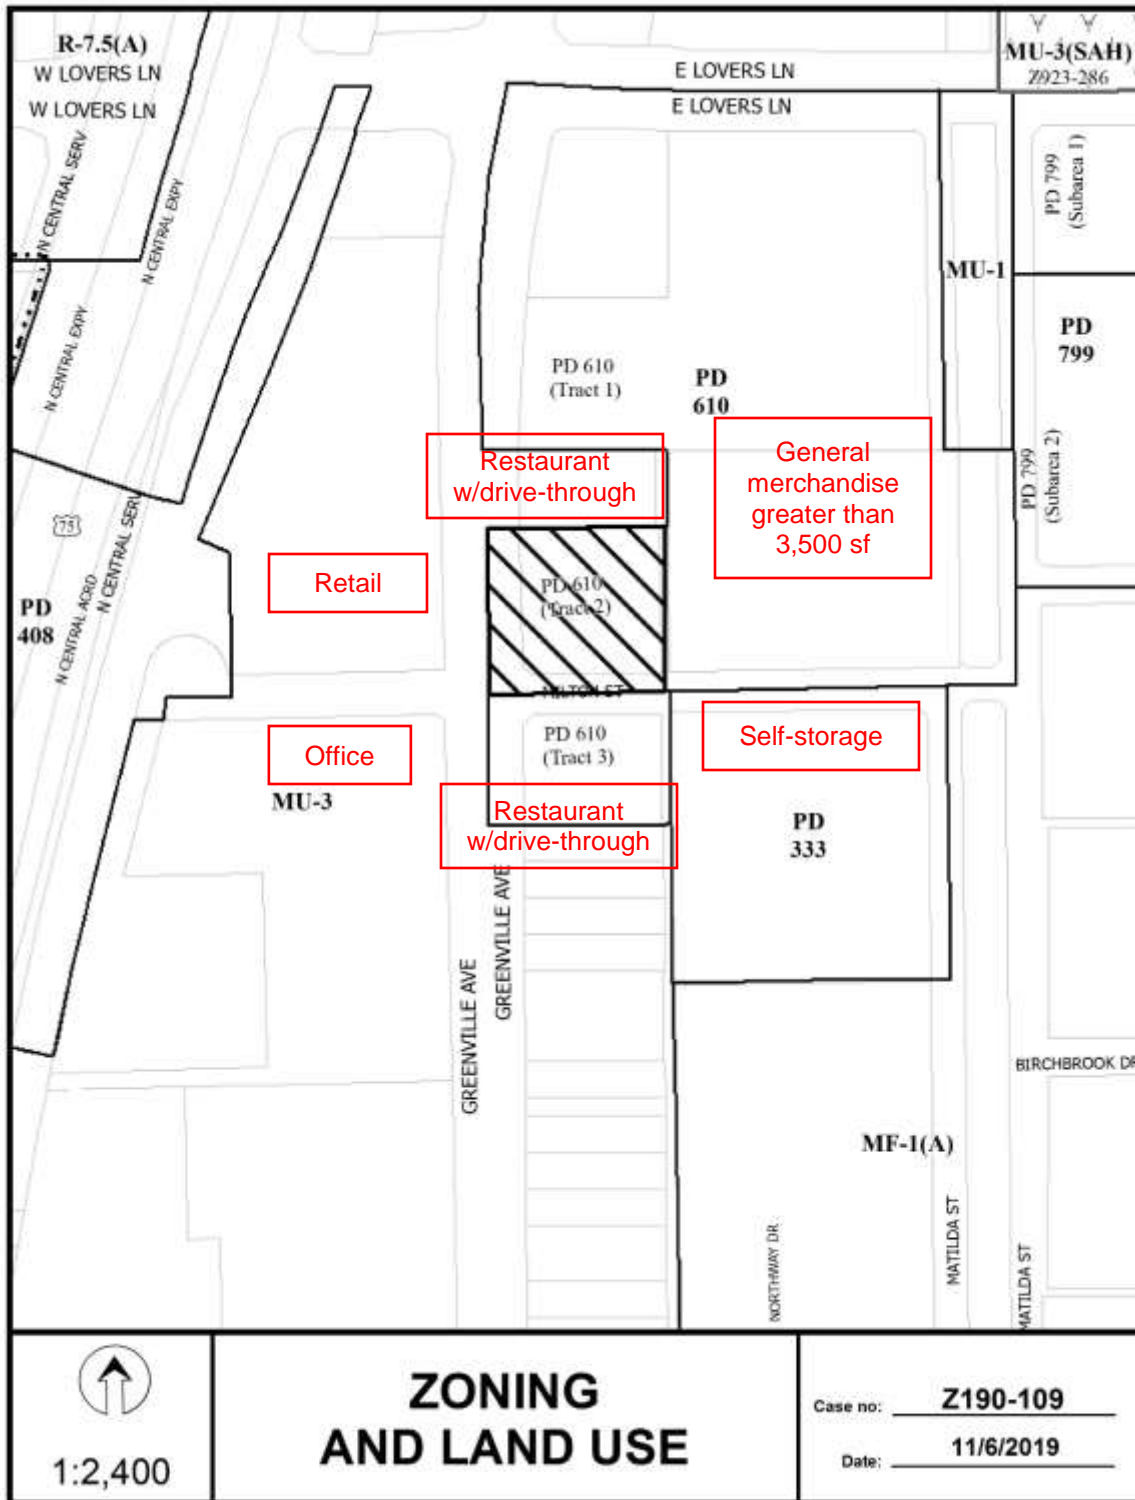 R-7.5(A)
W LOVERS LN
W LOVERS LN
E LOVERS LN
E LOVERS LN
MU-3(SAH)
Z923-286
N CENTRAL SERV
N CENTRAL EXPY
N CENTRAL EXPY
PD 799
(Subarea 1)
MU-1
PD
799
PD 610
(Tract 1)
PD
610
PD 799
(Subarea 2)
Restaurant
w/drive-through
General
merchandise
greater than
3,500 sf
75
N CENTRAL SERV
N CENTRAL ACRD
PD
408
Retail
PD 610
(Tract 2)
MILTON ST
PD 610
(Tract 3)
Self-storage
Office
MU-3
Restaurant
w/drive-through
PD
333
GREENVILLE AVE
GREENVILLE AVE
BIRCHBROOK DR
MF-1(A)
NORTHWAY DR
MATILDA ST
MATILDA ST
1:2,400
ZONING
AND LAND USE
Case no: Z190-109
Date: 11/6/2019